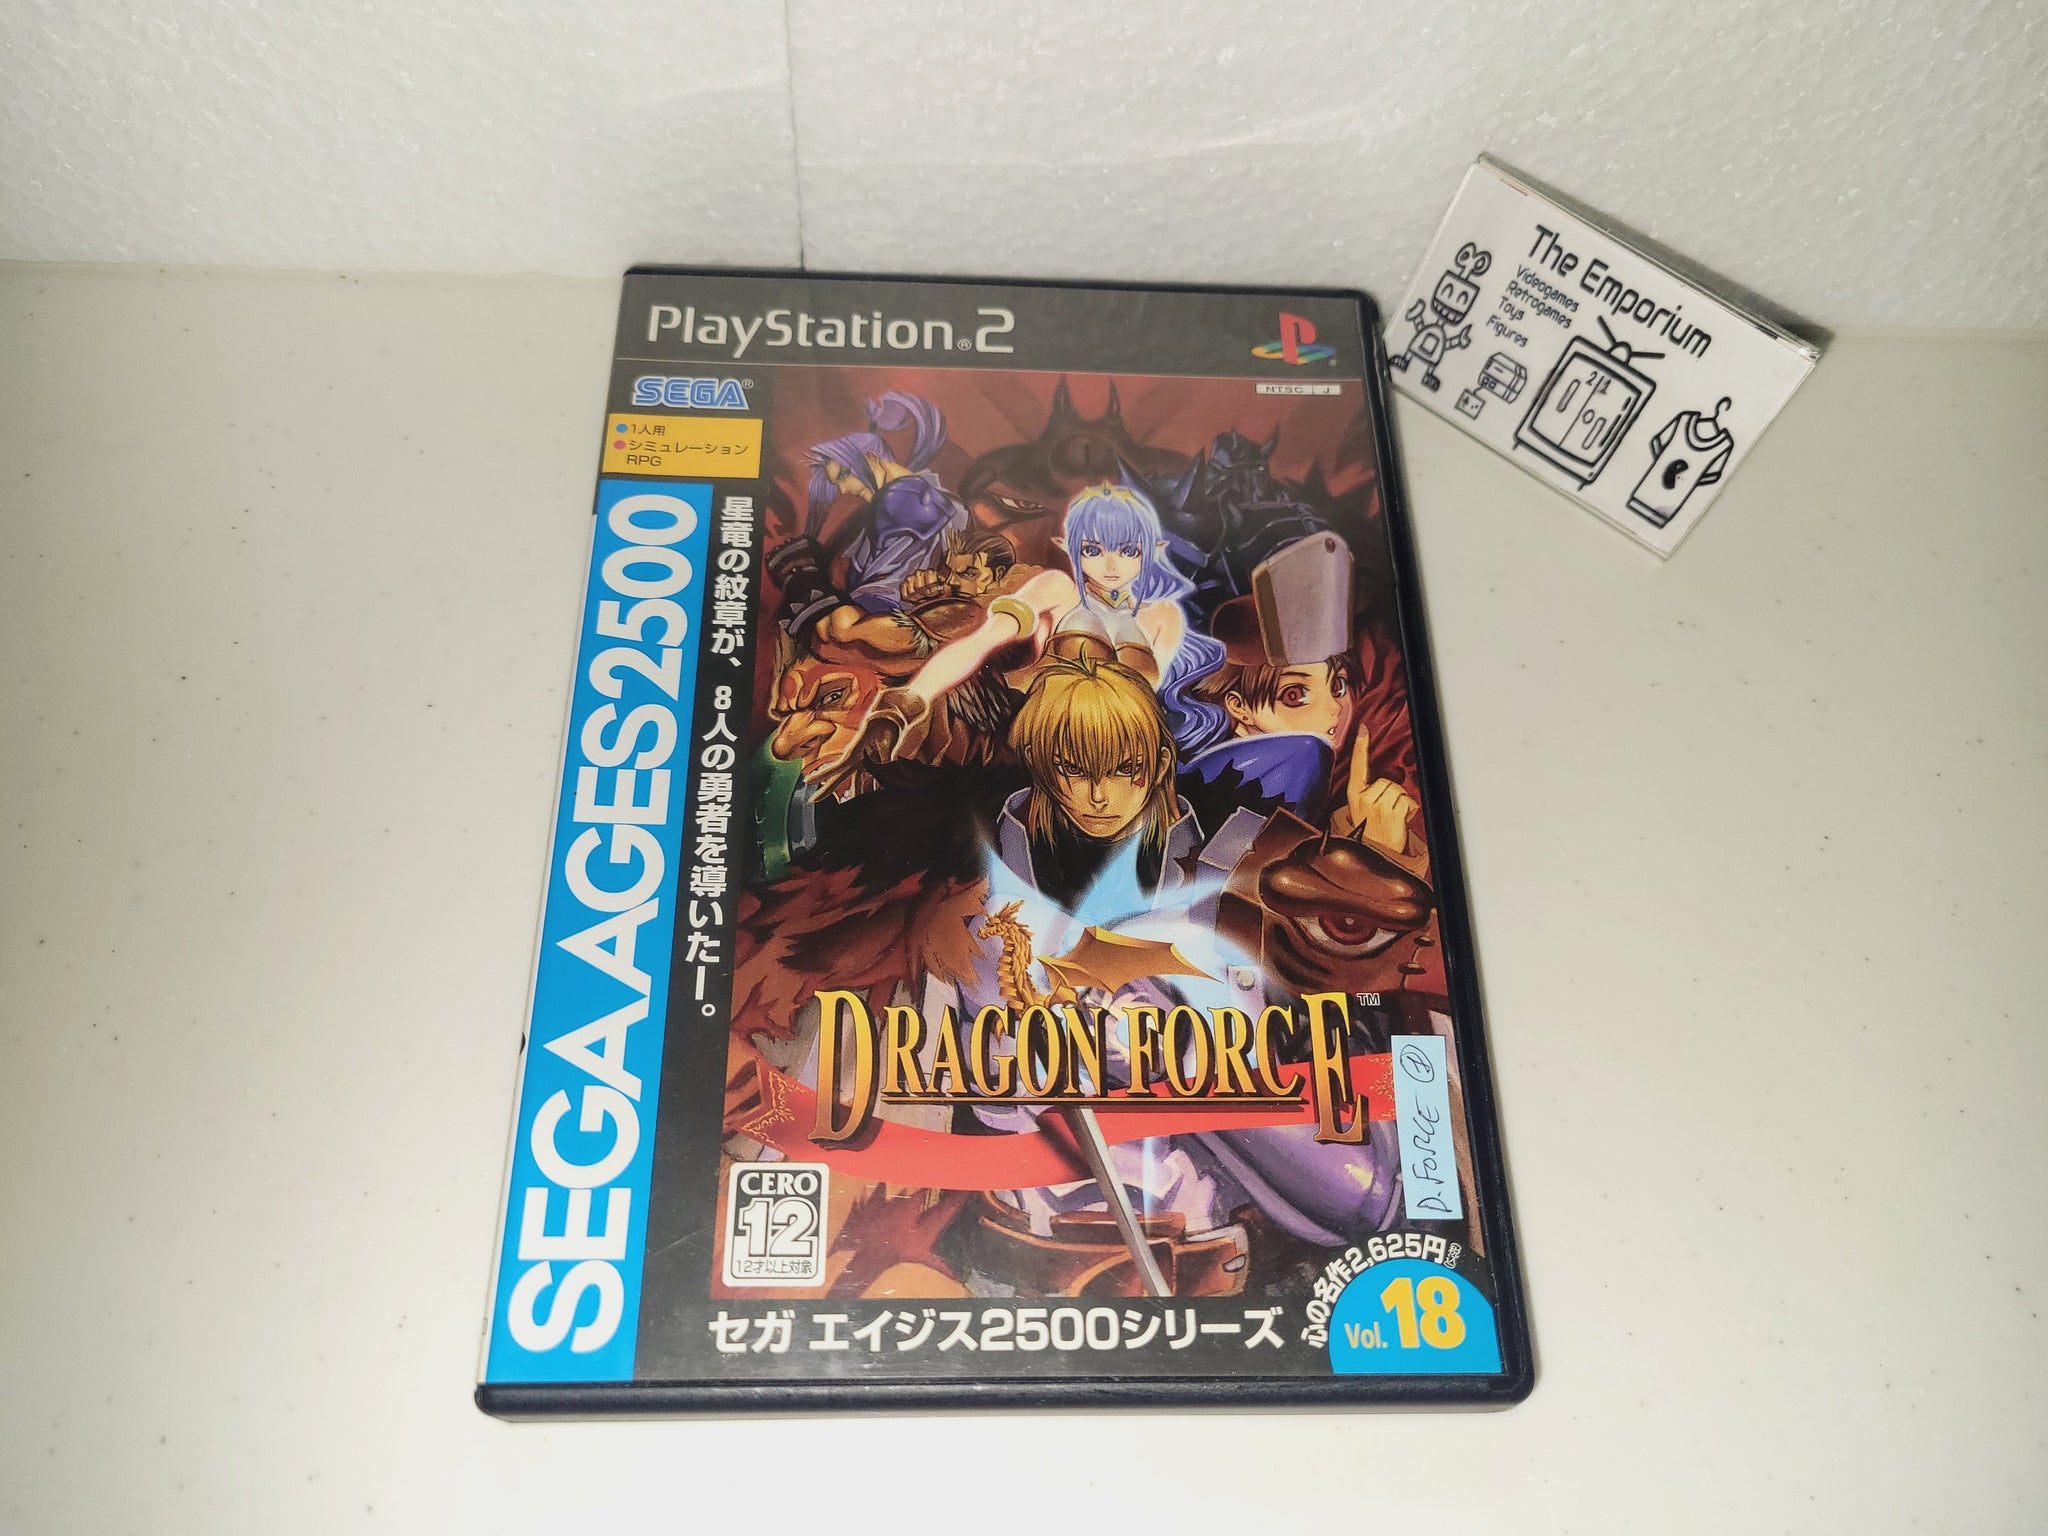 PlayStation®2
NTSC J
SEGA®
●1人用
●シミュレーション
RPG
SEGA AGES 2500
星竜の紋章が、8人の勇者を導いたー。
DRAGON FORCE™
D. FORCE
CERO
12
12才以上対象
心の名作2,625円
Vol. 18
セガ エイジス2500シリーズ
The Emporium
Videogames
Retrogames
Toys
Figures
21